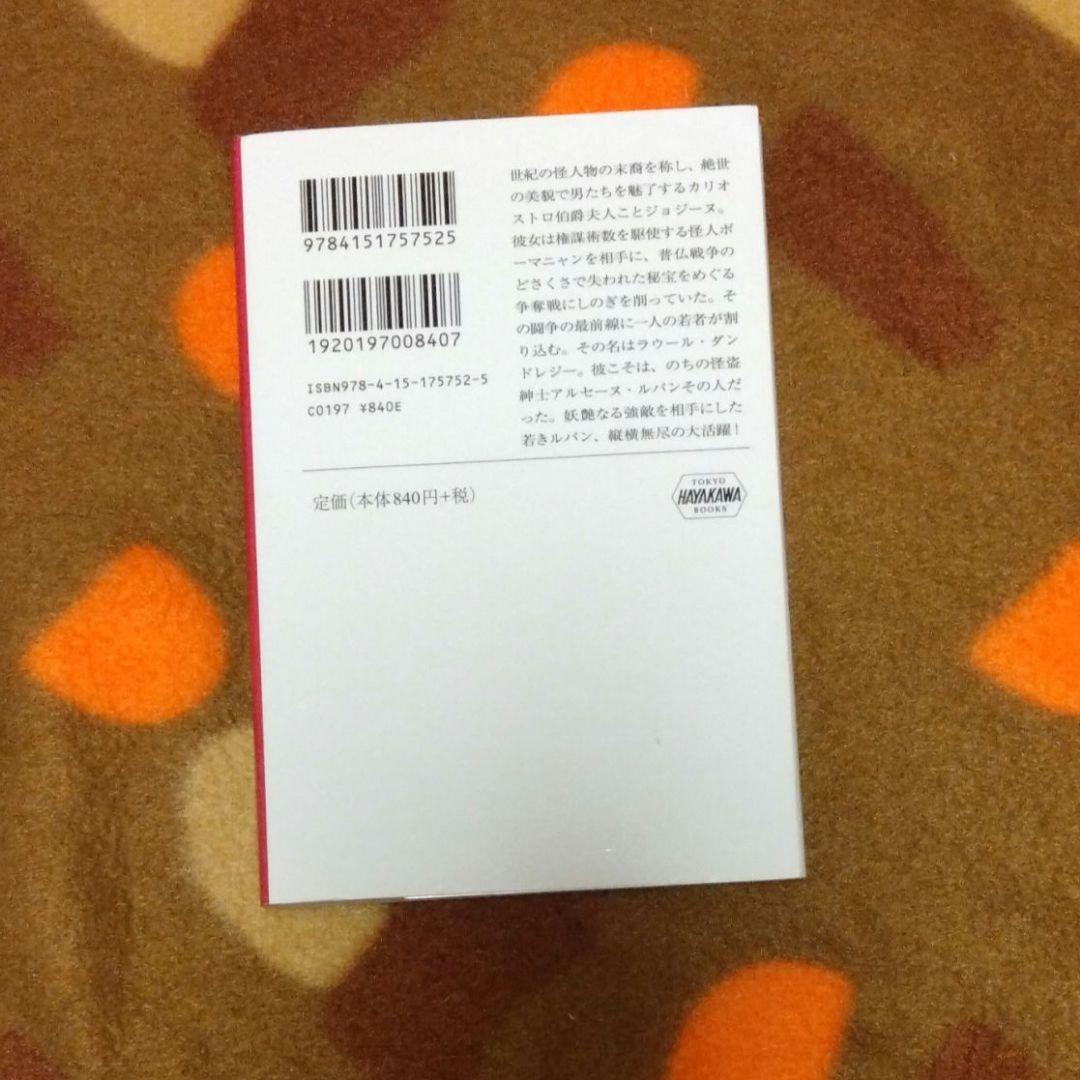 9784151757525
1920197008407
ISBN978-4-15-175752-5
C0197 ¥840E
世紀の怪人物の末裔を称し、絶世
の美貌で男たちを魅了するカリオ
ストロ伯爵夫人ことジョジーヌ。
彼女は権謀術数を駆使する怪人ボ
ーマニャンを相手に、普仏戦争の
どさくさで失われた秘宝をめぐる
争奪戦にしのぎを削っていた。そ
の闘争の最前線に一人の若者が割
り込む。その名はラウール・ダン
ドレジー。彼こそは、のちの怪盗
紳士アルセーヌ・ルパンその人だ
った。妖艶なる強敵を相手にした
若きルパン、縦横無尽の大活躍！
定価（本体840円+税）
TOKYO
HAYAKAWA
BOOKS